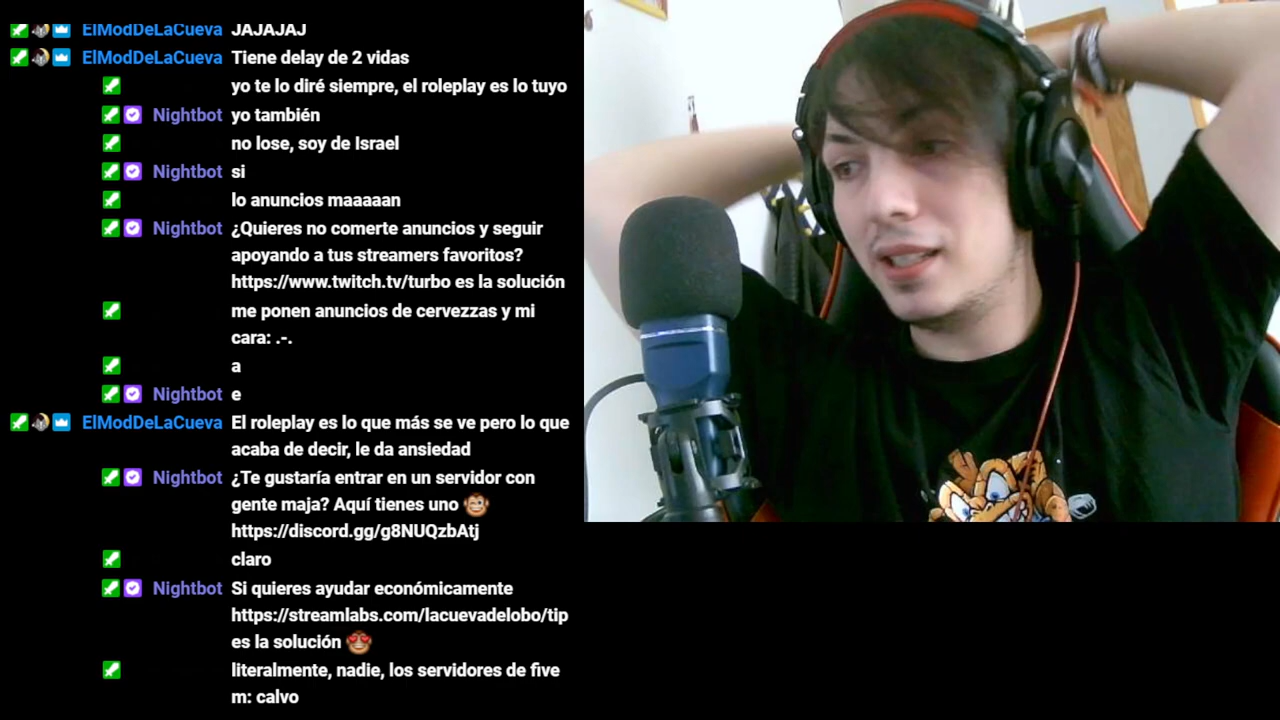 ElModDeLaCueva JAJAJAJ
ElModDeLaCueva Tiene delay de 2 vidas
yo te lo diré siempre, el roleplay es lo tuyo
Nightbot yo también
no lose, soy de Israel
Nightbot si
lo anuncios maaaaan
Nightbot ¿Quieres no comerte anuncios y seguir
apoyando a tus streamers favoritos?
https://www.twitch.tv/turbo es la solución
me ponen anuncios de cervezzas y mi
cara: .-.
a
Nightbot e
ElModDeLaCueva El roleplay es lo que más se ve pero lo que
acaba de decir, le da ansiedad
Nightbot ¿Te gustaría entrar en un servidor con
gente maja? Aquí tienes uno 🐵
https://discord.gg/g8NUQzbAtj
claro
Nightbot Si quieres ayudar económicamente
https://streamlabs.com/lacuevadelobo/tip
es la solución
literalmente, nadie, los servidores de five
m: calvo